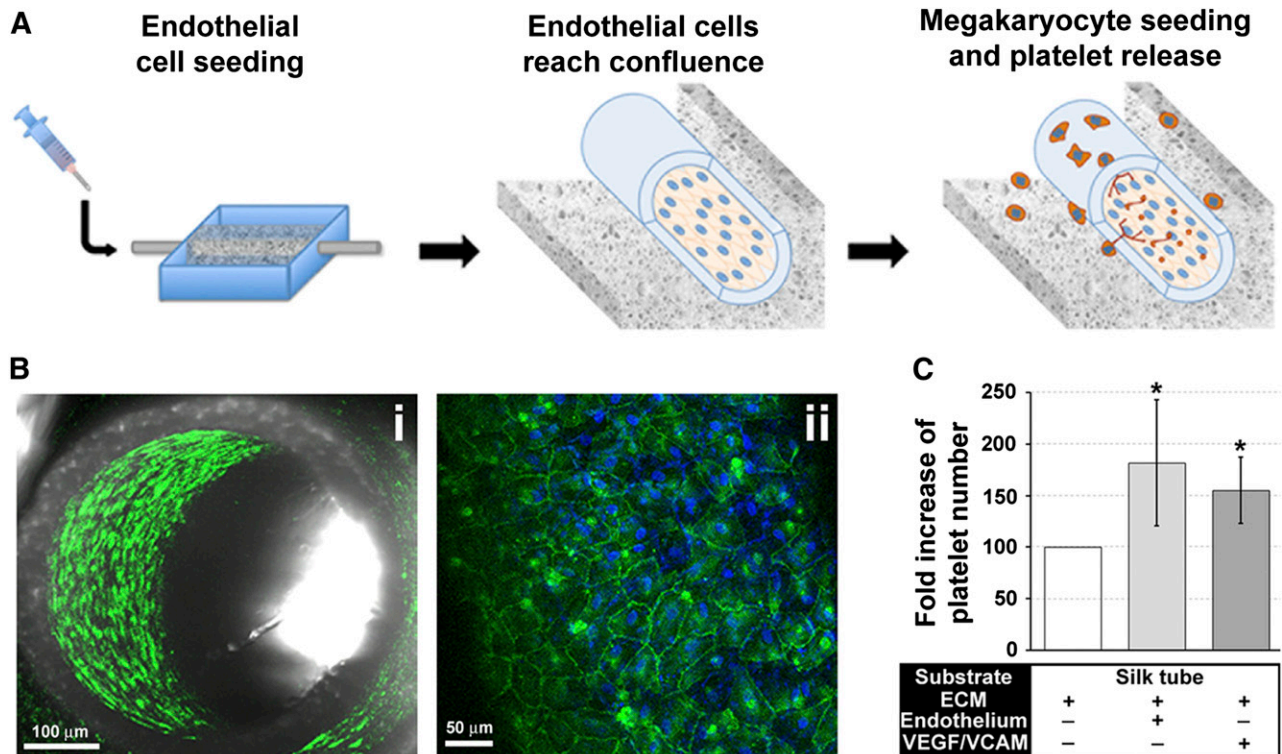 A
Endothelial
cell seeding
Endothelial cells
reach confluence
Megakaryocyte seeding
and platelet release
B
i
100 μm
ii
50 μm
C
Fold increase of
platelet number
250
200
150
100
50
0
*
*
Substrate Silk tube
ECM + + +
Endothelium – + –
VEGF/VCAM – – +